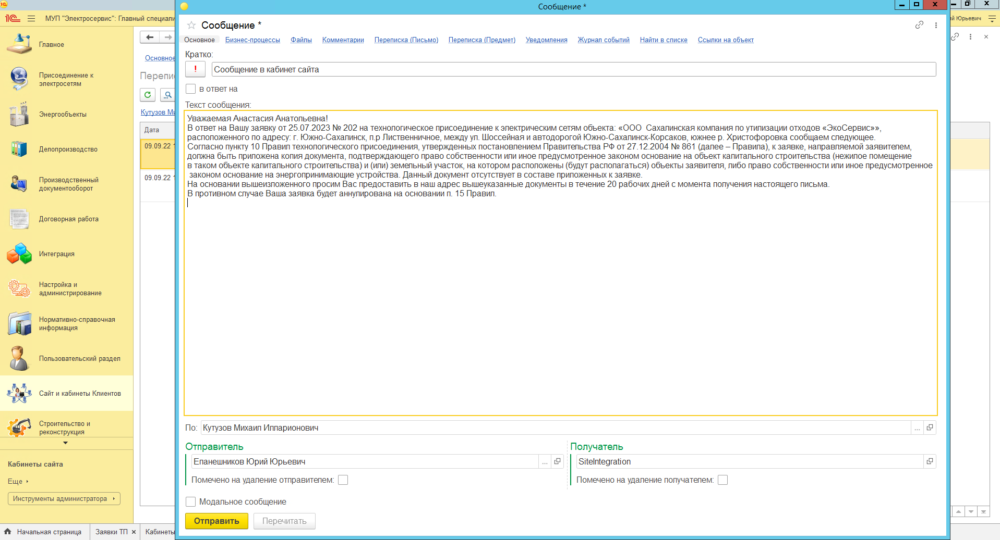 Сообщение *
1С
МУП "Электросервис": Главный специали
й Юрьевич
Главное
Присоединение к
электросетям
Энергообъекты
Делопроизводство
Производственный
документооборот
Договорная работа
Интеграция
Настройка и
администрирование
Нормативно-справочная
информация
Пользовательский раздел
Сайт и кабинеты Клиентов
Строительство и
реконструкция
Кабинеты сайта
Еще
Инструменты администратора
Основное
Перепис
Кутузов Ми
Дата
09.09.22 1
09.09.22 1
Сообщение *
Основное Бизнес-процессы Файлы Комментарии Переписка (Письмо) Переписка (Предмет) Уведомления Журнал событий Найти в списке Ссылки на объект
Кратко:
! Сообщение в кабинет сайта
в ответ на
Текст сообщения:
Уважаемая Анастасия Анатольевна!
В ответ на Вашу заявку от 25.07.2023 № 202 на технологическое присоединение к электрическим сетям объекта: «ООО  Сахалинская компания по утилизации отходов «ЭкоСервис»»,
расположенного по адресу: г. Южно-Сахалинск, п.р Лиственничное, между ул. Шоссейная и автодорогой Южно-Сахалинск-Корсаков, южнее р. Христофоровка сообщаем следующее.
Согласно пункту 10 Правил технологического присоединения, утвержденных постановлением Правительства РФ от 27.12.2004 № 861 (далее – Правила), к заявке, направляемой заявителем,
должна быть приложена копия документа, подтверждающего право собственности или иное предусмотренное законом основание на объект капитального строительства (нежилое помещение
в таком объекте капитального строительства) и (или) земельный участок, на котором расположены (будут располагаться) объекты заявителя, либо право собственности или иное предусмотренное
законом основание на энергопринимающие устройства. Данный документ отсутствует в составе приложенных к заявке.
На основании вышеизложенного просим Вас предоставить в наш адрес вышеуказанные документы в течение 20 рабочих дней с момента получения настоящего письма.
В противном случае Ваша заявка будет аннулирована на основании п. 15 Правил.
По: Кутузов Михаил Илларионович ...
Отправитель
Епанешников Юрий Юрьевич ...
Помечено на удаление отправителем:
Получатель
SiteIntegration
Помечено на удаление получателем:
Модальное сообщение
Отправить Перечитать
Начальная страница Заявки ТП × Кабинеты